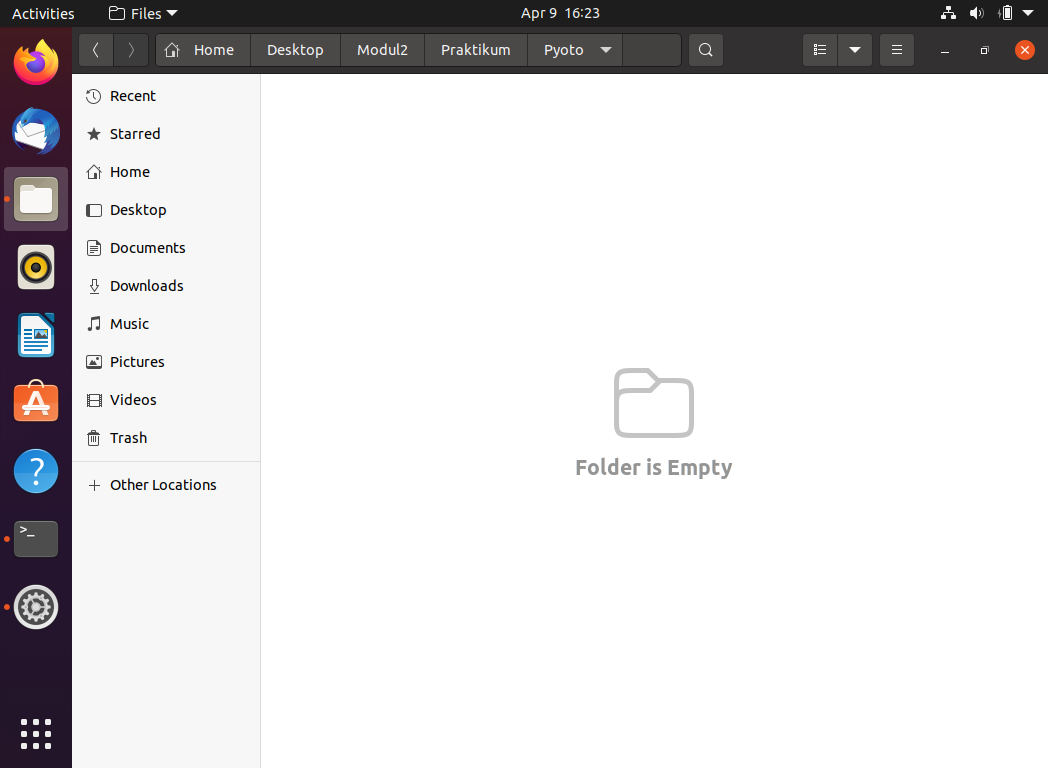 Activities Files Apr 9 16:23
Home Desktop Modul2 Praktikum Pyoto
Recent
Starred
Home
Desktop
Documents
Downloads
Music
Pictures
Videos
Trash
Other Locations
Folder is Empty